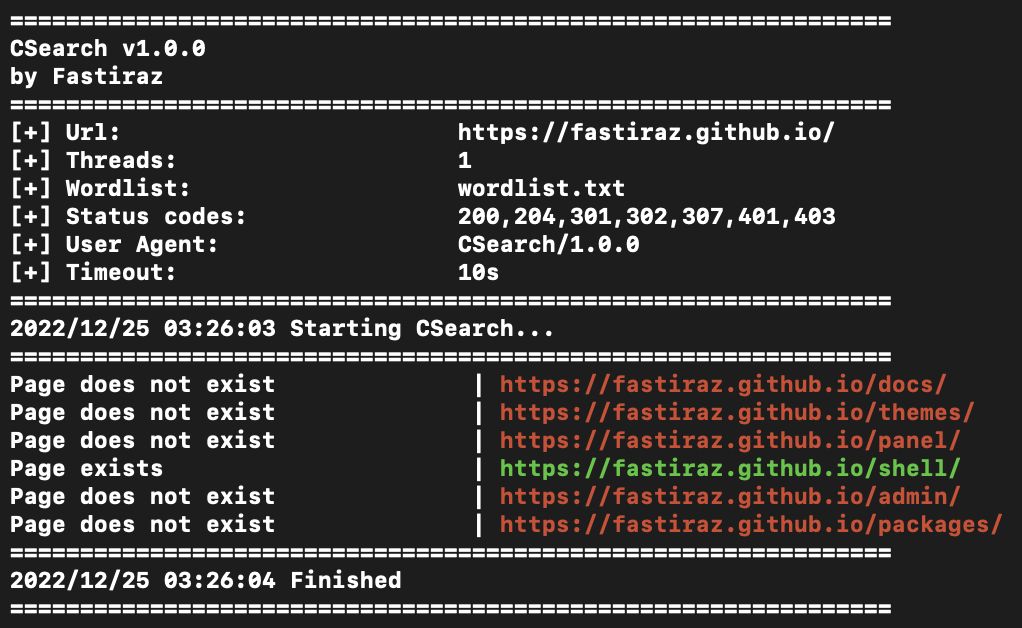 ===============================================================
CSearch v1.0.0
by Fastiraz
===============================================================
[+] Url:                        https://fastiraz.github.io/
[+] Threads:                    1
[+] Wordlist:                   wordlist.txt
[+] Status codes:               200,204,301,302,307,401,403
[+] User Agent:                 CSearch/1.0.0
[+] Timeout:                    10s
===============================================================
2022/12/25 03:26:03 Starting CSearch...
===============================================================
Page does not exist              | https://fastiraz.github.io/docs/
Page does not exist              | https://fastiraz.github.io/themes/
Page does not exist              | https://fastiraz.github.io/panel/
Page exists                      | https://fastiraz.github.io/shell/
Page does not exist              | https://fastiraz.github.io/admin/
Page does not exist              | https://fastiraz.github.io/packages/
===============================================================
2022/12/25 03:26:04 Finished
===============================================================